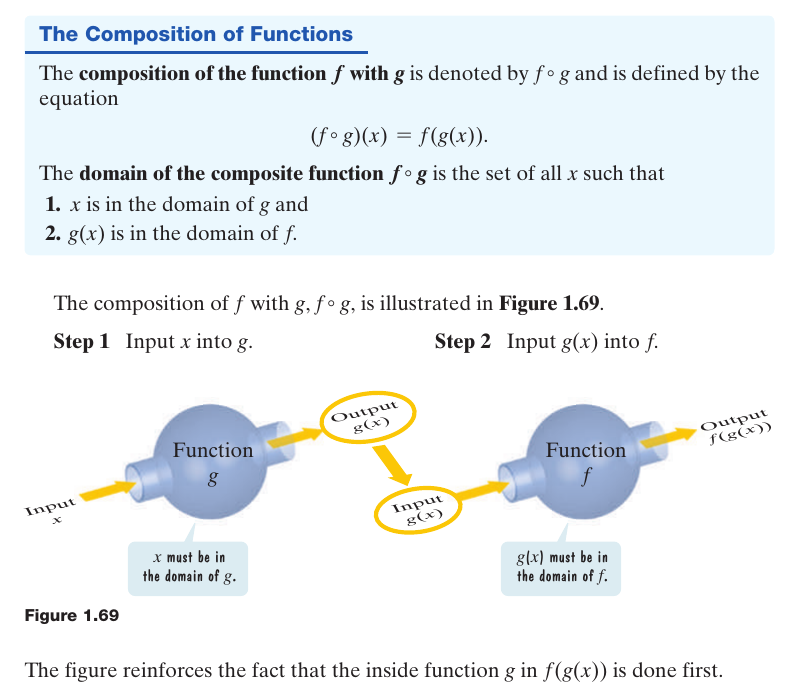 The Composition of Functions
The composition of the function f with g is denoted by f ∘ g and is defined by the
equation
(f ∘ g)(x) = f(g(x)).
The domain of the composite function f ∘ g is the set of all x such that
1. x is in the domain of g and
2. g(x) is in the domain of f.
The composition of f with g, f ∘ g, is illustrated in Figure 1.69.
Step 1 Input x into g.
Step 2 Input g(x) into f.
Input
x
Function
g
x must be in
the domain of g.
Output
g(x)
Input
g(x)
Function
f
g(x) must be in
the domain of f.
Output
f(g(x))
Figure 1.69
The figure reinforces the fact that the inside function g in f(g(x)) is done first.